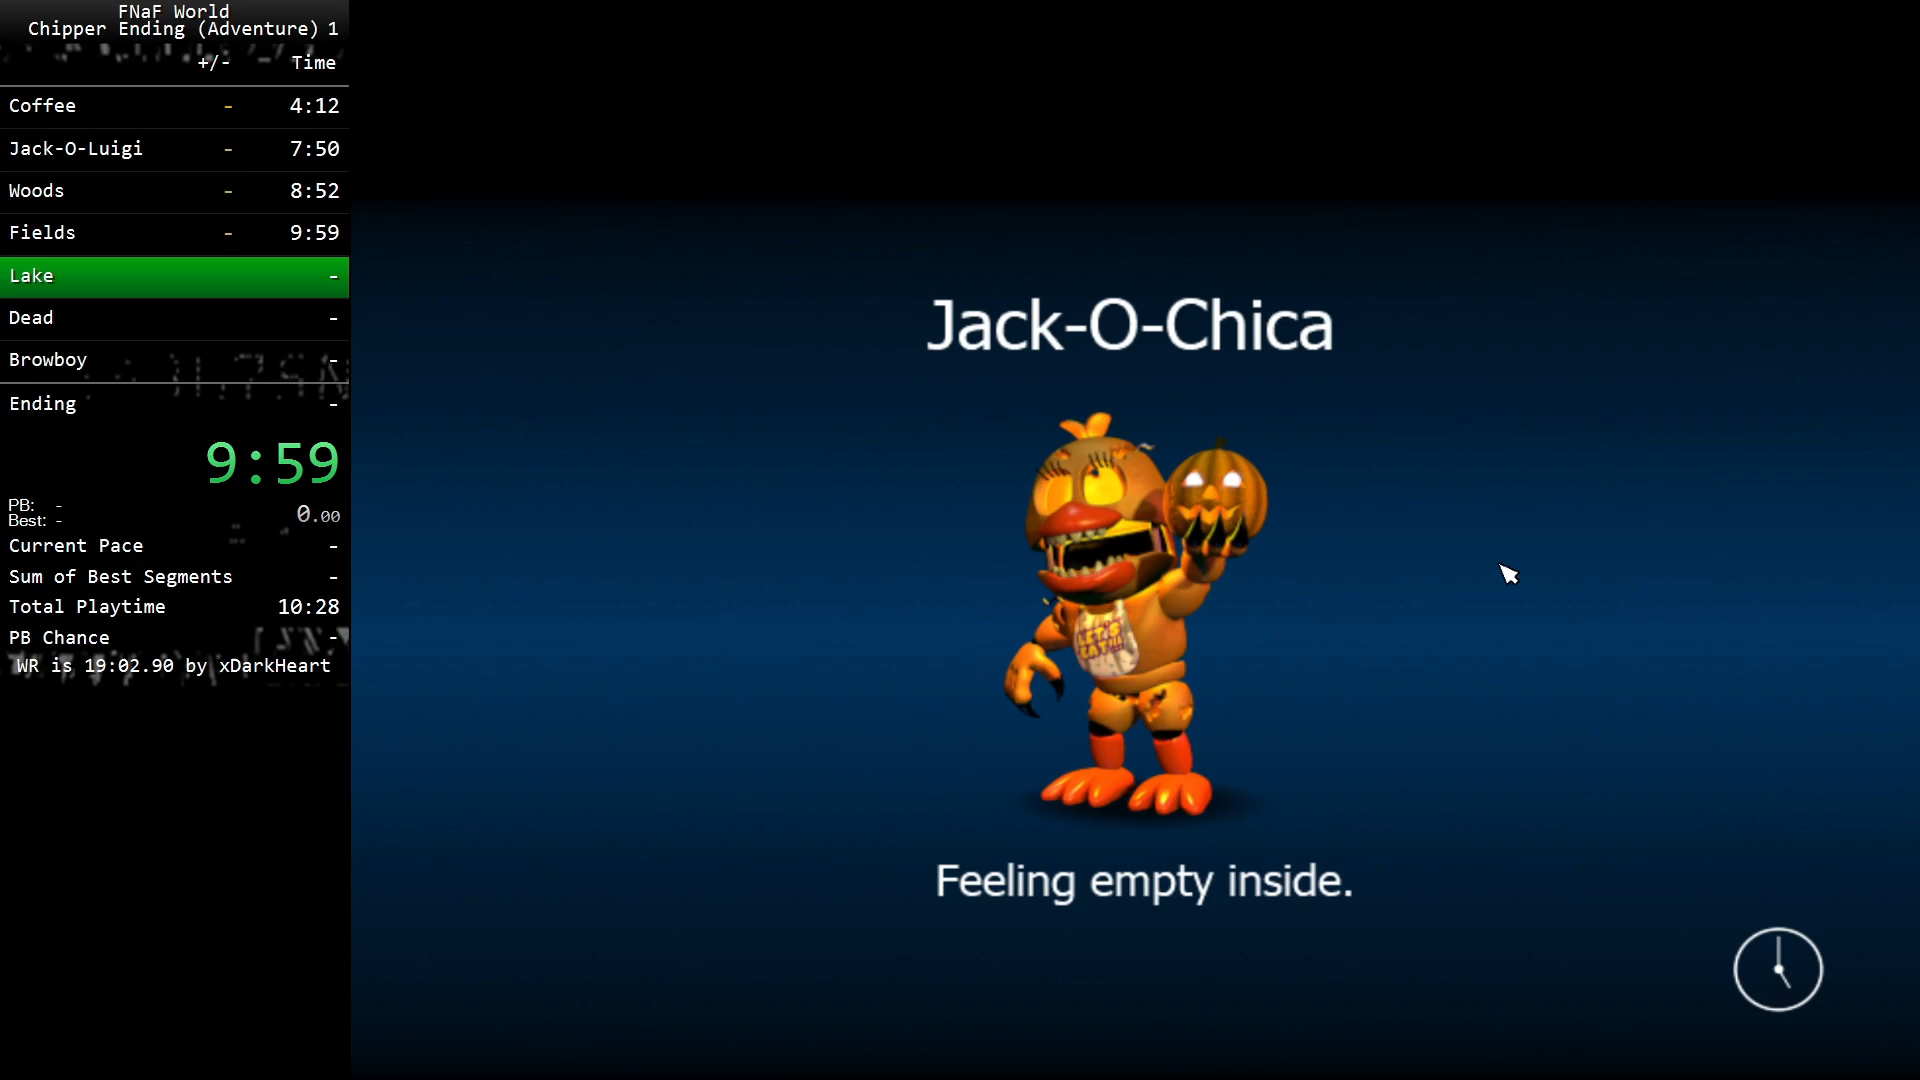 FNaF World
Chipper Ending (Adventure) 1
+/- Time
Coffee - 4:12
Jack-O-Luigi - 7:50
Woods - 8:52
Fields - 9:59
Lake -
Dead -
Browboy -
Ending -
9:59
PB: -
Best: -
0.00
Current Pace -
Sum of Best Segments -
Total Playtime 10:28
PB Chance -
WR is 19:02.90 by xDarkHeart
Jack-O-Chica
LET'S
EAT!!!
Feeling empty inside.